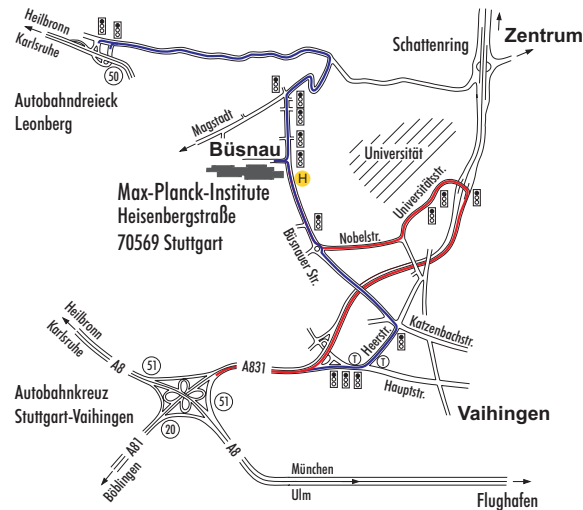 Heilbronn
Karlsruhe
50
Autobahndreieck
Leonberg
Schattenring
Zentrum
Magstadt
Büsnau
H
Universität
Max-Planck-Institute
Heisenbergstraße
70569 Stuttgart
Universitätsstr.
Nobelstr.
Büsnauer Str.
Heilbronn
Karlsruhe
A8
51
A831
Heerstr.
Katzenbachstr.
T
T
Hauptstr.
Autobahnkreuz
Stuttgart-Vaihingen
51
20
Vaihingen
A81
Böblingen
A8
München
Ulm
Flughafen